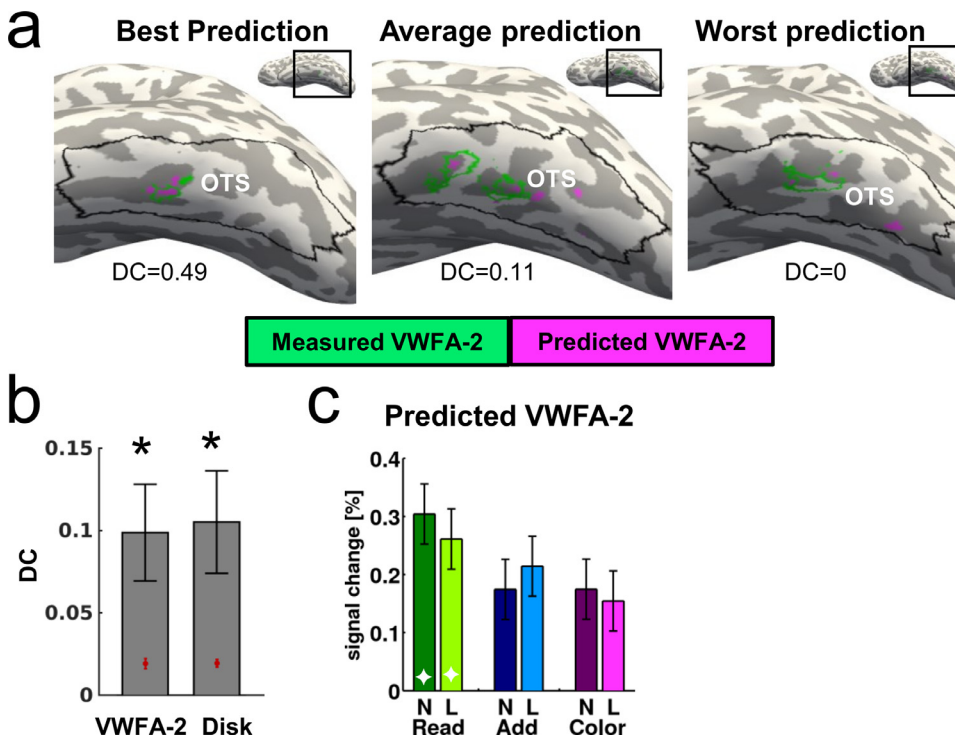 a
Best Prediction
Average prediction
Worst prediction
OTS
OTS
OTS
DC=0.49
DC=0.11
DC=0
Measured VWFA-2
Predicted VWFA-2
b
0.15
*
*
0.1
DC
0.05
0
VWFA-2
Disk
c
Predicted VWFA-2
0.4
0.3
signal change [%]
0.2
0.1
0
N L N L N L
Read Add Color